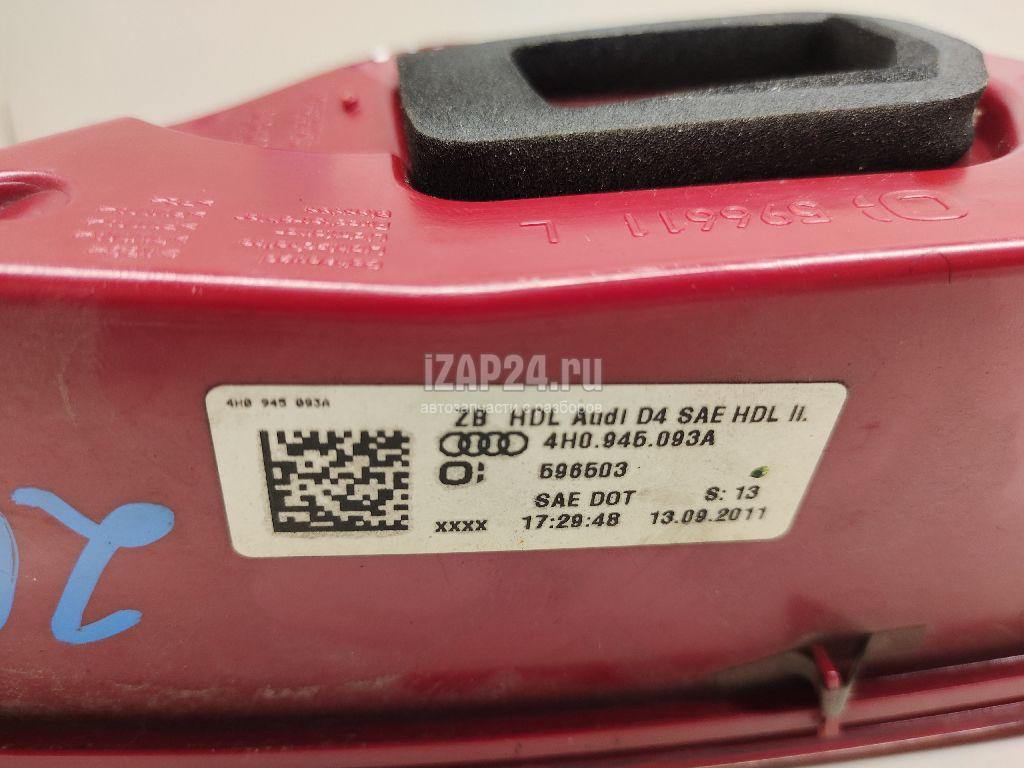 596611 L
iZAP24.ru
автозапчасти с разборов
4H0 945 093A
ZB HDL Audi D4 SAE HDL II.
4H0.945.093A
596503
SAE DOT S: 13
xxxx 17:29:48 13.09.2011